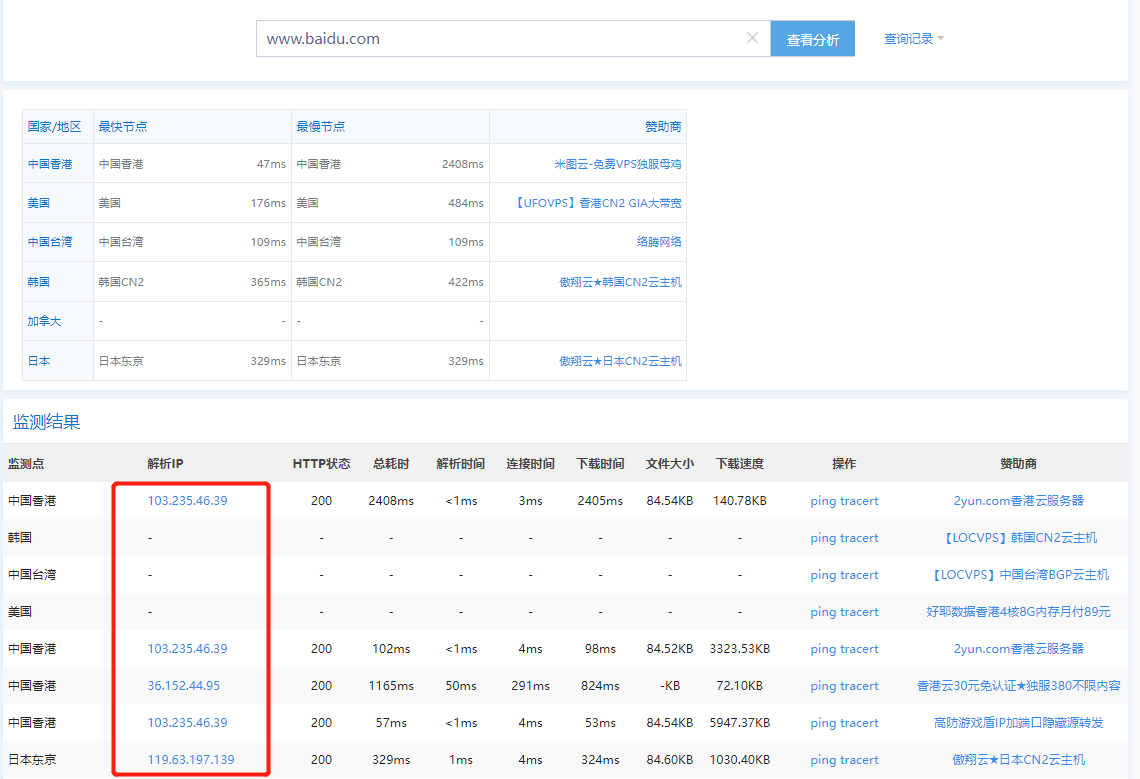 www.baidu.com 查看分析 查询记录
国家/地区 最快节点 最慢节点 赞助商
中国香港 中国香港 47ms 中国香港 2408ms 米图云-免费VPS独服母鸡
美国 美国 176ms 美国 484ms 【UFOVPS】香港CN2 GIA大带宽
中国台湾 中国台湾 109ms 中国台湾 109ms 络腾网络
韩国 韩国CN2 365ms 韩国CN2 422ms 傲翔云★韩国CN2云主机
加拿大 - - - -
日本 日本东京 329ms 日本东京 329ms 傲翔云★日本CN2云主机
监测结果
监测点 解析IP HTTP状态 总耗时 解析时间 连接时间 下载时间 文件大小 下载速度 操作 赞助商
中国香港 103.235.46.39 200 2408ms <1ms 3ms 2405ms 84.54KB 140.78KB ping tracert 2yun.com香港云服务器
韩国 - - - - - - - - ping tracert 【LOCVPS】韩国CN2云主机
中国台湾 - - - - - - - - ping tracert 【LOCVPS】中国台湾BGP云主机
美国 - - - - - - - - ping tracert 好耶数据香港4核8G内存月付89元
中国香港 103.235.46.39 200 102ms <1ms 4ms 98ms 84.52KB 3323.53KB ping tracert 2yun.com香港云服务器
中国香港 36.152.44.95 200 1165ms 50ms 291ms 824ms -KB 72.10KB ping tracert 香港云30元免认证★独服380不限内容
中国香港 103.235.46.39 200 57ms <1ms 4ms 53ms 84.54KB 5947.37KB ping tracert 高防游戏盾IP加端口隐藏源转发
日本东京 119.63.197.139 200 329ms 1ms 4ms 324ms 84.60KB 1030.40KB ping tracert 傲翔云★日本CN2云主机